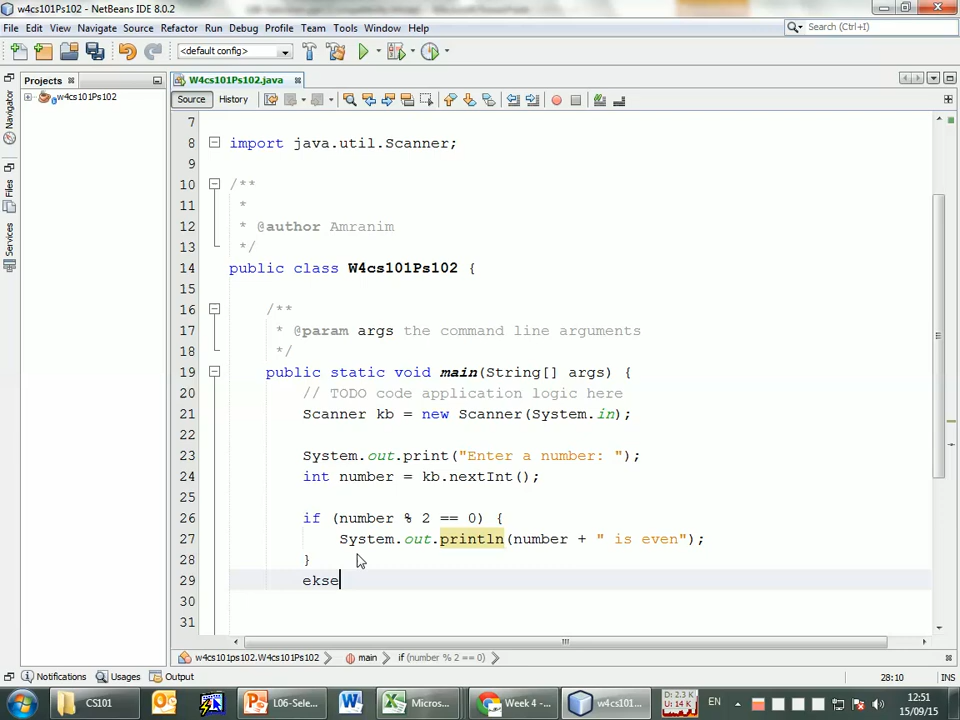 w4cs101Ps102 - NetBeans IDE 8.0.2
File Edit View Navigate Source Refactor Run Debug Profile Team Tools Window Help
Search (Ctrl+I)
<default config>
Projects
W4cs101Ps102.java
w4cs101Ps102
Source History
Navigator
Files
Services
7
8 import java.util.Scanner;
9
10 /**
11 *
12 * @author Amranim
13 */
14 public class W4cs101Ps102 {
15
16 /**
17 * @param args the command line arguments
18 */
19 public static void main(String[] args) {
20 // TODO code application logic here
21 Scanner kb = new Scanner(System.in);
22
23 System.out.print("Enter a number: ");
24 int number = kb.nextInt();
25
26 if (number % 2 == 0) {
27 System.out.println(number + " is even");
28 }
29 ekse
30
31
w4cs101ps102.W4cs101Ps102 main if (number % 2 == 0)
Notifications Usages Output
28:10 INS
CS101
L06-Sele...
Micros...
Week 4 -...
w4cs101...
D: 2.3 K
U: 14 K
EN
12:51
15/09/15